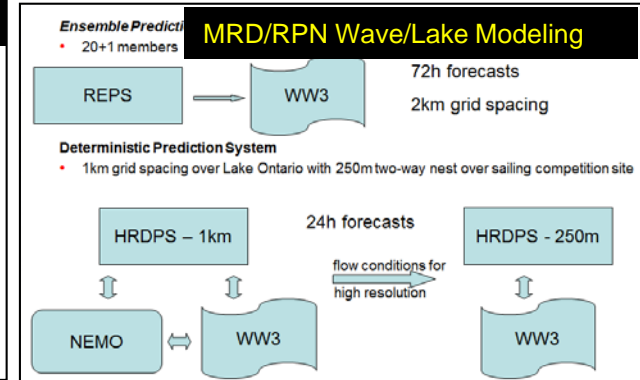 MRD/RPN Wave/Lake Modeling
Ensemble
• 20+1 members
REPS
WW3
72h forecasts
2km grid spacing
Deterministic Prediction System
• 1km grid spacing over Lake Ontario with 250m two-way nest over sailing competition site
HRDPS – 1km
24h forecasts
HRDPS - 250m
flow conditions for
high resolution
NEMO
WW3
WW3